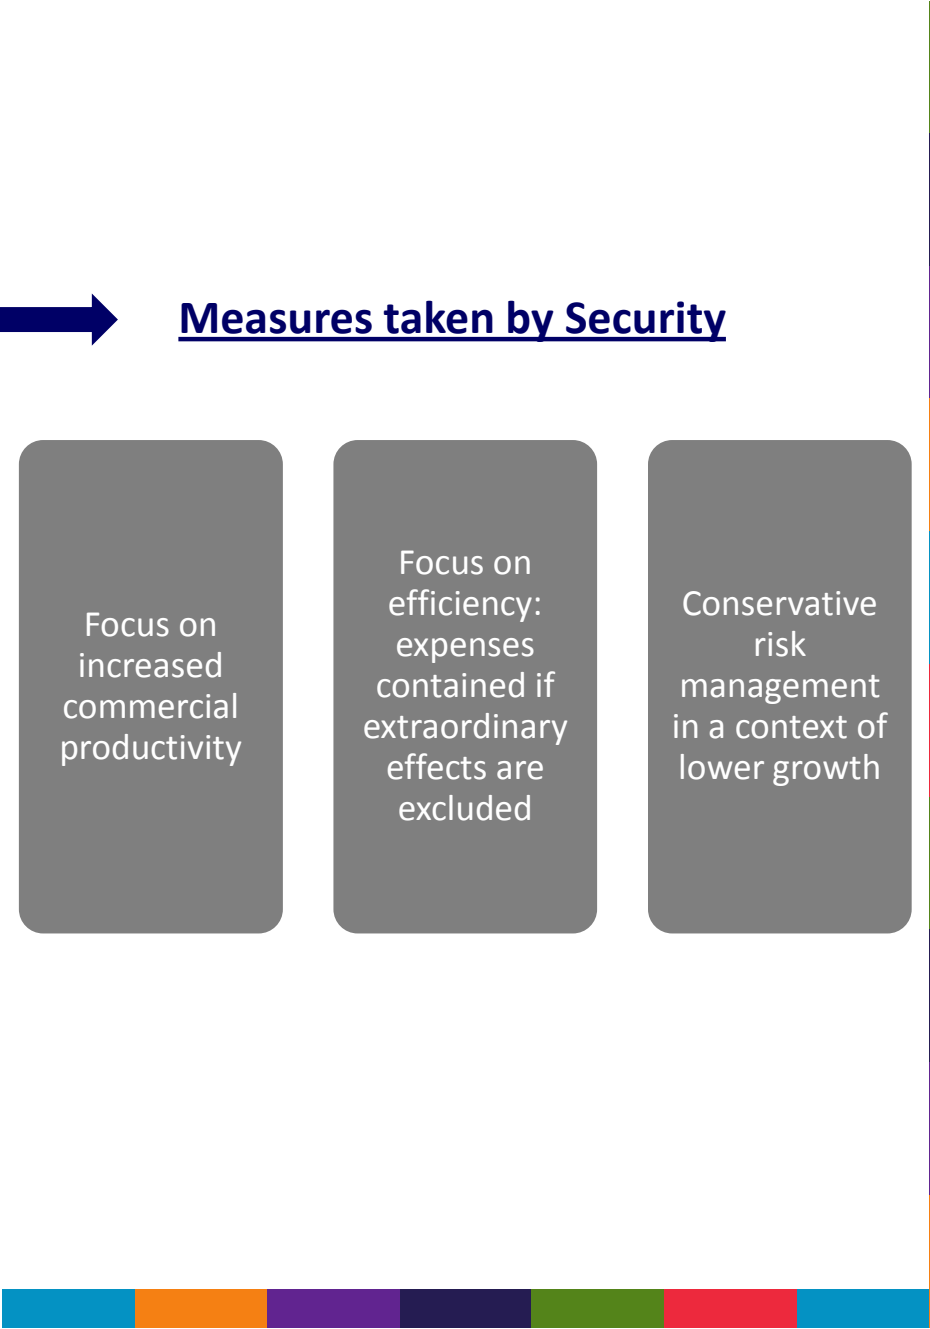 Measures taken by Security
Focus on
increased
commercial
productivity
Focus on
efficiency:
expenses
contained if
extraordinary
effects are
excluded
Conservative
risk
management
in a context of
lower growth